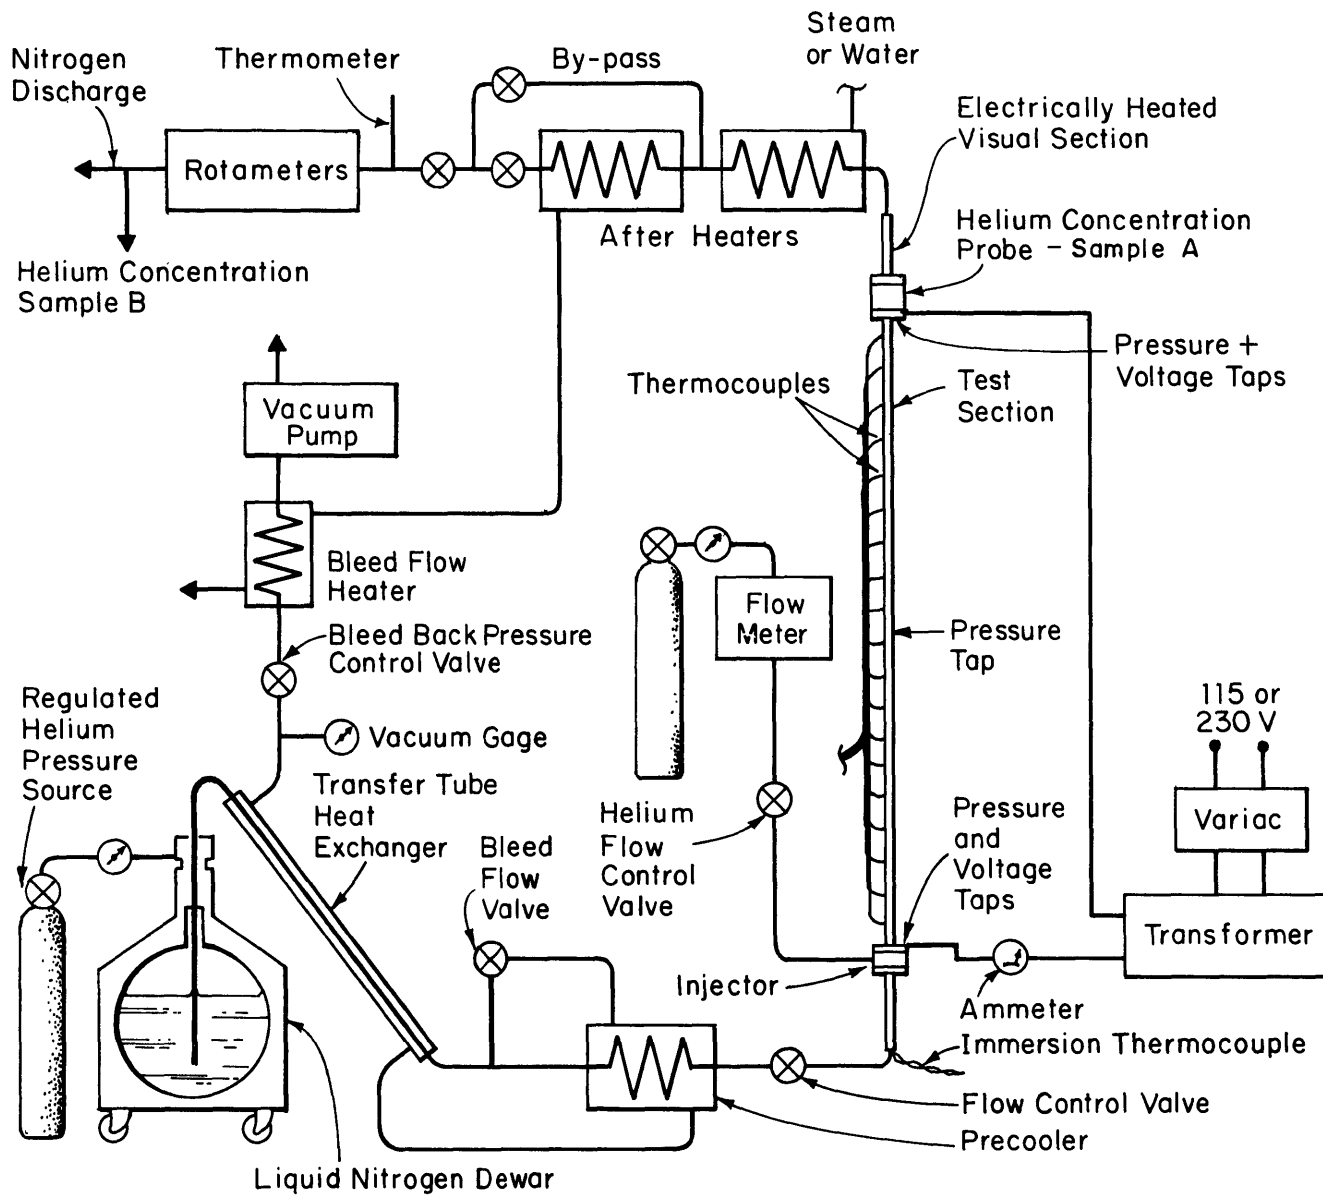 Nitrogen
Discharge
Thermometer
By-pass
Steam
or Water
Electrically Heated
Visual Section
Rotameters
After Heaters
Helium Concentration
Probe - Sample A
Helium Concentration
Sample B
Pressure +
Voltage Taps
Thermocouples
Test
Section
Vacuum
Pump
Bleed Flow
Heater
Flow
Meter
Pressure
Tap
Bleed Back Pressure
Control Valve
Regulated
Helium
Pressure
Source
Vacuum Gage
115 or
230 V
Transfer Tube
Heat
Exchanger
Bleed
Flow
Valve
Helium
Flow
Control
Valve
Pressure
and
Voltage
Taps
Variac
Transformer
Injector
Ammeter
Immersion Thermocouple
Flow Control Valve
Precooler
Liquid Nitrogen Dewar